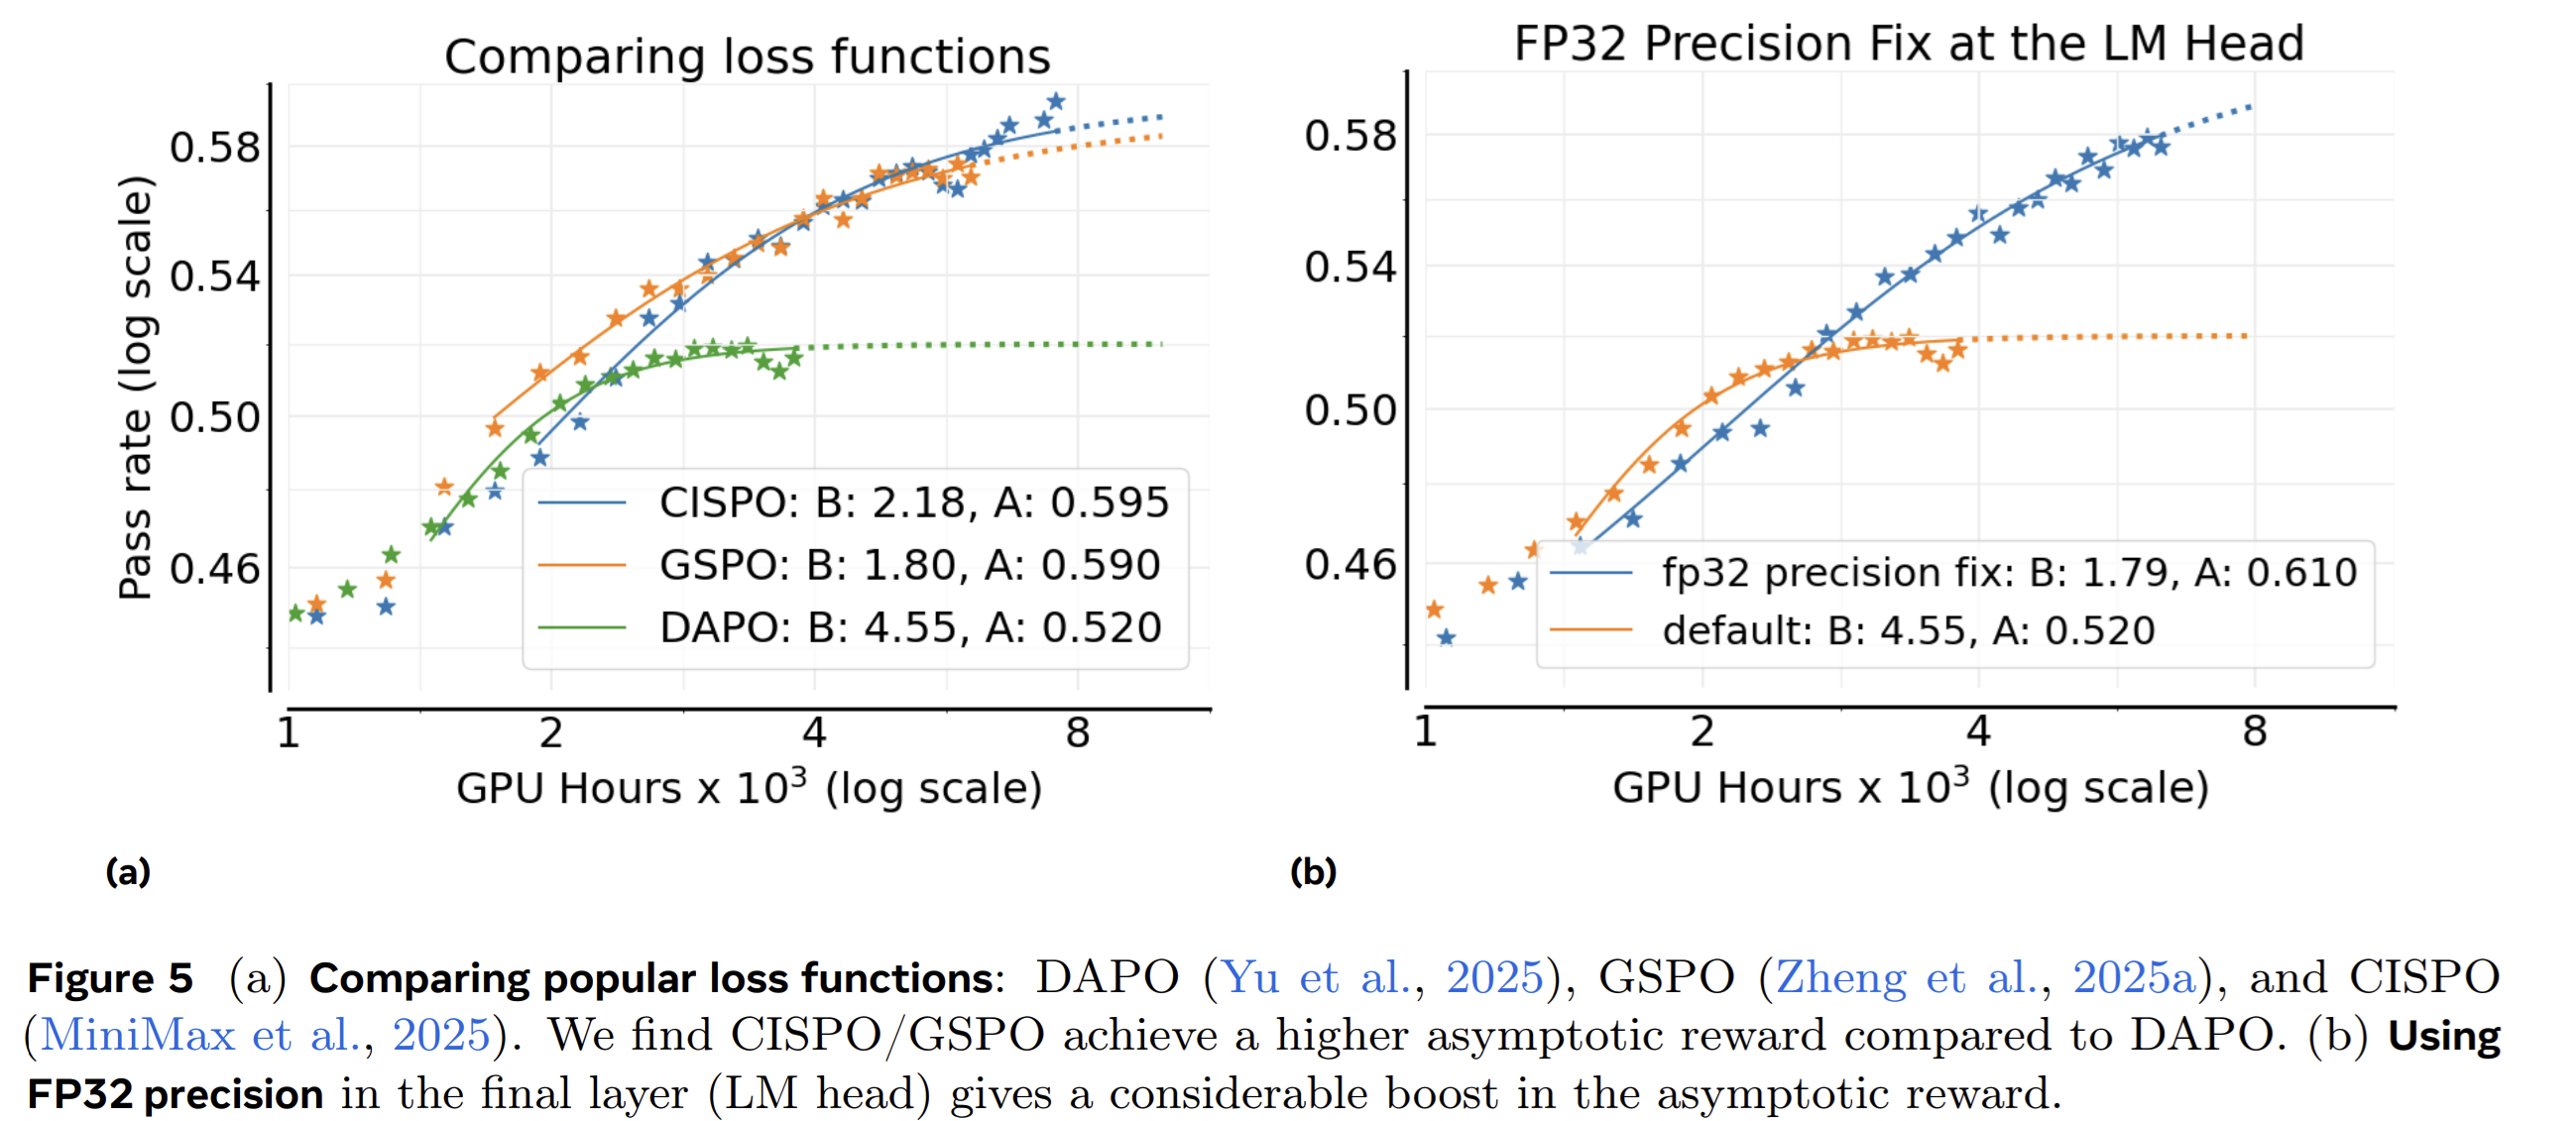 Comparing loss functions
Pass rate (log scale)
0.58
0.54
0.50
0.46
CISPO: B: 2.18, A: 0.595
GSPO: B: 1.80, A: 0.590
DAPO: B: 4.55, A: 0.520
1 2 4 8
GPU Hours x 10³ (log scale)
(a)
FP32 Precision Fix at the LM Head
0.58
0.54
0.50
0.46
fp32 precision fix: B: 1.79, A: 0.610
default: B: 4.55, A: 0.520
1 2 4 8
GPU Hours x 10³ (log scale)
(b)
Figure 5 (a) Comparing popular loss functions: DAPO (Yu et al., 2025), GSPO (Zheng et al., 2025a), and CISPO
(MiniMax et al., 2025). We find CISPO/GSPO achieve a higher asymptotic reward compared to DAPO. (b) Using
FP32 precision in the final layer (LM head) gives a considerable boost in the asymptotic reward.